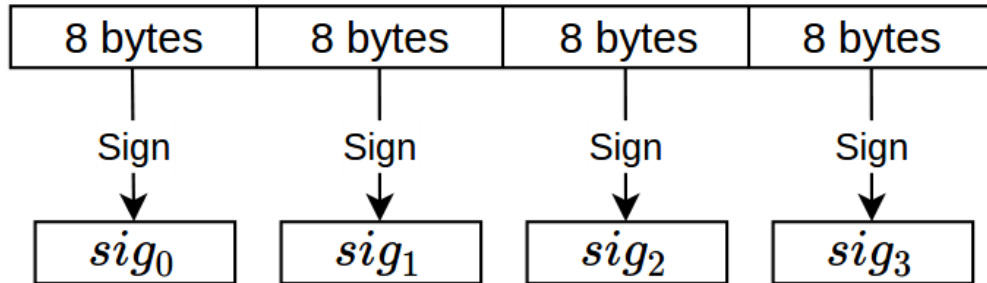 8 bytes 8 bytes 8 bytes 8 bytes
Sign Sign Sign Sign
sig₀ sig₁ sig₂ sig₃